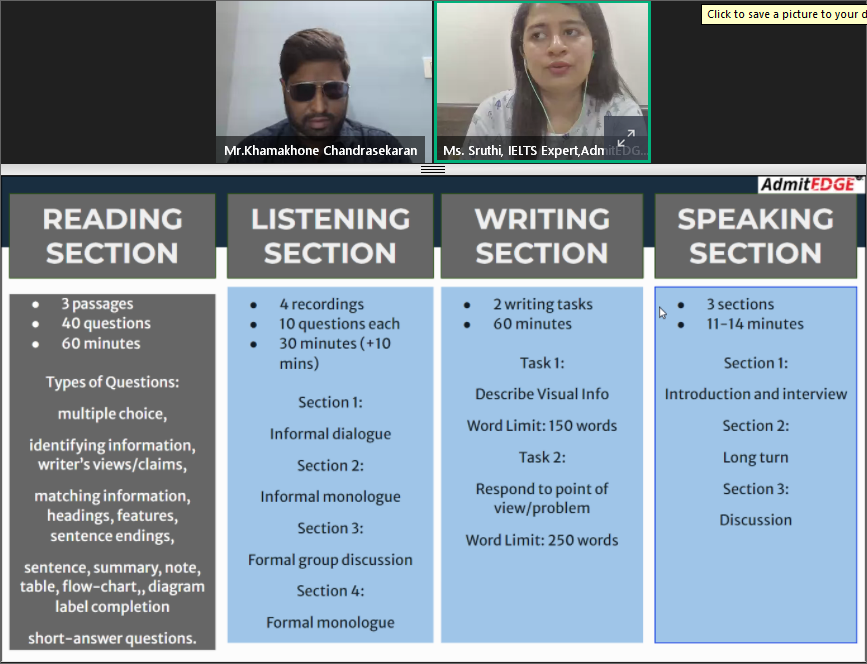 Click to save a picture to your d
Mr.Khamakhone Chandrasekaran
Ms. Sruthi, IELTS Expert,AdmitEDG...
AdmitEDGE
READING
SECTION
3 passages
40 questions
60 minutes
Types of Questions:
multiple choice,
identifying information,
writer's views/claims,
matching information,
headings, features,
sentence endings,
sentence, summary, note,
table, flow-chart,, diagram
label completion
short-answer questions.
LISTENING
SECTION
4 recordings
10 questions each
30 minutes (+10
mins)
Section 1:
Informal dialogue
Section 2:
Informal monologue
Section 3:
Formal group discussion
Section 4:
Formal monologue
WRITING
SECTION
2 writing tasks
60 minutes
Task 1:
Describe Visual Info
Word Limit: 150 words
Task 2:
Respond to point of
view/problem
Word Limit: 250 words
SPEAKING
SECTION
3 sections
11-14 minutes
Section 1:
Introduction and interview
Section 2:
Long turn
Section 3:
Discussion